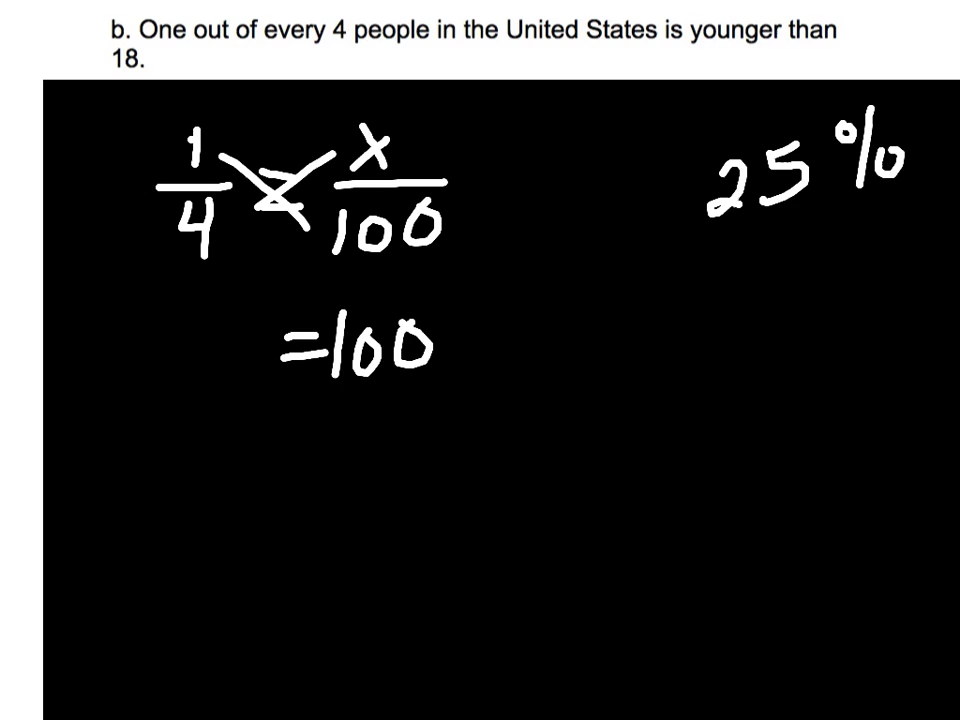 b. One out of every 4 people in the United States is younger than
18.
1/4 = x/100
25%
=100